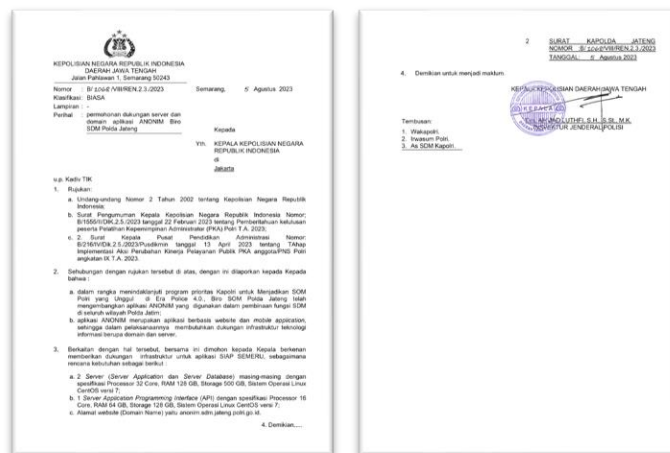 KEPOLISIAN NEGARA REPUBLIK INDONESIA
DAERAH JAWA TENGAH
Jalan Pahlawan 1, Semarang 50243
Nomor : B/ /VIII/REN.2.3./2023
Semarang, 5 Agustus 2023
Klasifikasi : BIASA
Lampiran : -
Perihal : permohonan dukungan server dan
domain aplikasi ANONIM Biro
SDM Polda Jateng
Kepada
Yth. KEPALA KEPOLISIAN NEGARA
REPUBLIK INDONESIA
di
Jakarta
u.p. Kadiv TIK
1. Rujukan:
a. Undang-undang Nomor 2 Tahun 2002 tentang Kepolisian Negara Republik
Indonesia;
b. Surat Pengumuman Kepala Kepolisian Negara Republik Indonesia Nomor:
tanggal 22 Februari 2023 tentang Pemberitahuan kelulusan
peserta Pelatihan Kepemimpinan Administrator (PKA) Polri T.A. 2023;
c. 2. Surat Kepala Pusat Pendidikan Administrasi Nomor:
tanggal 13 April 2023 tentang TAhap
Implementasi Aksi Perubahan Kinerja Pelayanan Publik PKA anggota/PNS Polri
angkatan IX T.A. 2023.
2. Sehubungan dengan rujukan tersebut di atas, dengan ini dilaporkan kepada Kepada
bahwa :
a. dalam rangka menindaklanjuti program prioritas Kapolri untuk Menjadikan SDM
Polri yang Unggul di Era Police 4.0., Biro SDM Polda Jateng telah
mengembangkan aplikasi ANONIM yang digunakan dalam pembinaan fungsi SDM
di seluruh wilayah Polda Jatim;
b. aplikasi ANONIM merupakan aplikasi berbasis website dan mobile application,
sehingga dalam pelaksanaannya membutuhkan dukungan infrastruktur teknologi
informasi berupa domain dan server.
3. Berkaitan dengan hal tersebut, bersama ini dimohon kepada Kepala berkenan
memberikan dukungan infrastruktur untuk aplikasi SIAP SEMERU, sebagaimana
rencana kebutuhan sebagai berikut :
a. 2 Server (Server Application dan Server Database) masing-masing dengan
spesifikasi Processor 32 Core, RAM 128 GB, Storage 500 GB, Sistem Operasi Linux
CentOS versi 7;
b. 1 Server Application Programming Interface (API) dengan spesifikasi Processor 16
Core, RAM 64 GB, Storage 128 GB, Sistem Operasi Linux CentOS versi 7;
c. Alamat website (Domain Name) yaitu anonim.sdm.jateng.polri.go.id.
4. Demikian.....
2 SURAT KAPOLDA JATENG
NOMOR :B/ /VIII/REN.2.3./2023
TANGGAL: 5 Agustus 2023
4. Demikian untuk menjadi maklum.
KEPALA KEPOLISIAN DAERAH JAWA TENGAH
KEPALA
Drs. AHMAD LUTHFI, S.H., S.St., M.K.
INSPEKTUR JENDERAL POLISI
Tembusan:
1. Wakapolri.
2. Irwasum Polri.
3. As SDM Kapolri.